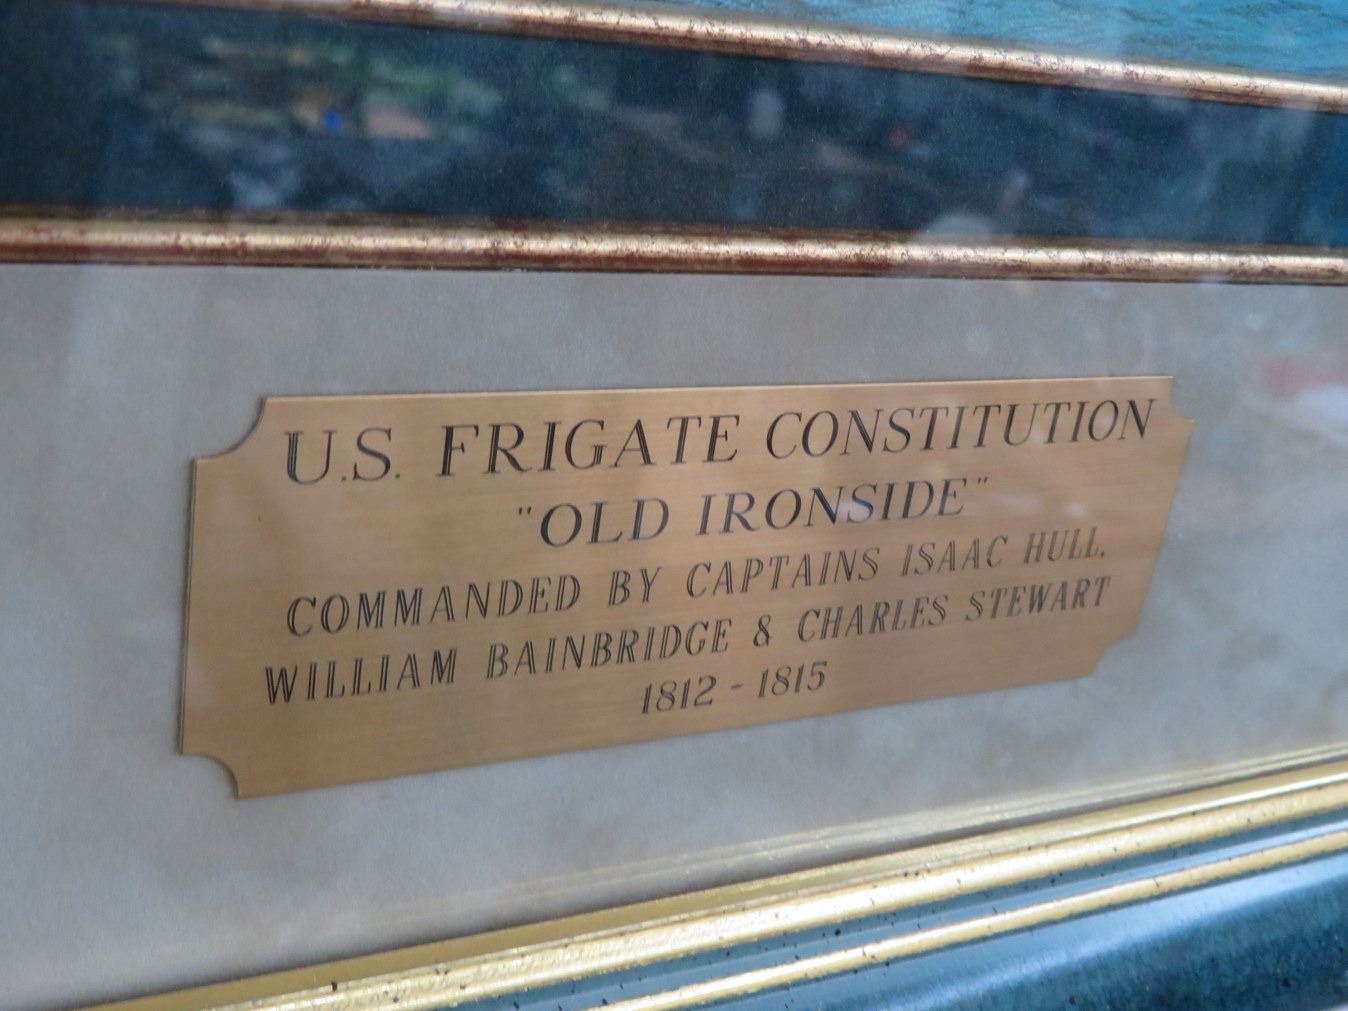 U.S. FRIGATE CONSTITUTION
"OLD IRONSIDE"
COMMANDED BY CAPTAINS ISAAC HULL.
WILLIAM BAINBRIDGE & CHARLES STEWART
1812 - 1815